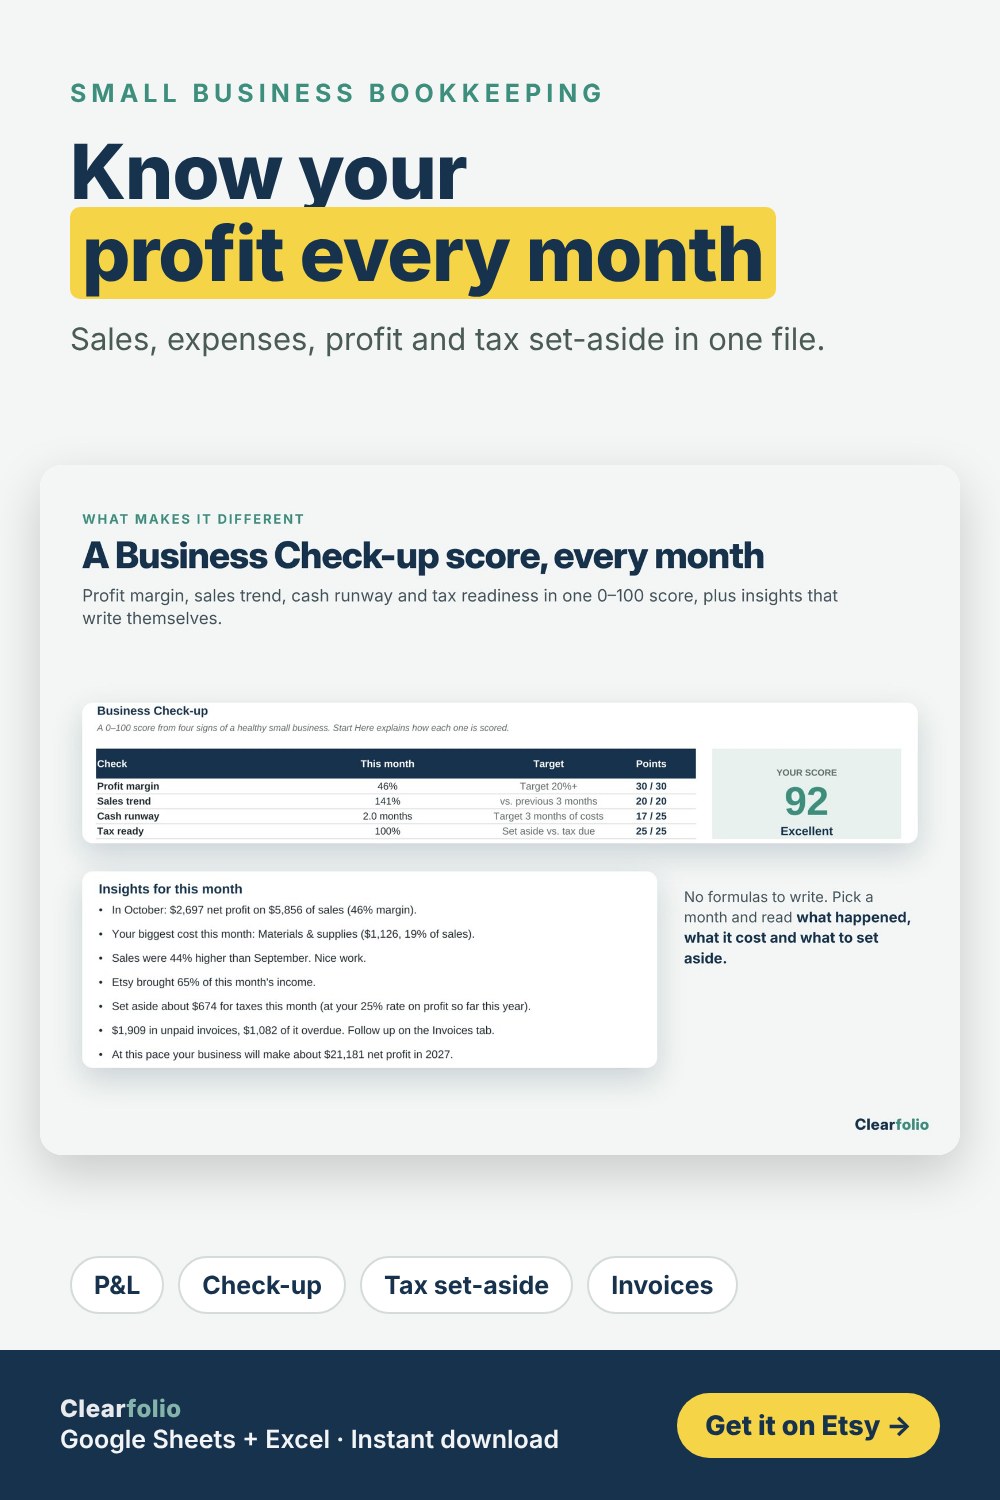 SMALL BUSINESS BOOKKEEPING
Know your
profit every month
Sales, expenses, profit and tax set-aside in one file.
WHAT MAKES IT DIFFERENT
A Business Check-up score, every month
Profit margin, sales trend, cash runway and tax readiness in one 0–100 score, plus insights that
write themselves.
Business Check-up
A 0–100 score from four signs of a healthy small business. Start Here explains how each one is scored.
Check This month Target Points
Profit margin 46% Target 20%+ 30 / 30
Sales trend 141% vs. previous 3 months 20 / 20
Cash runway 2.0 months Target 3 months of costs 17 / 25
Tax ready 100% Set aside vs. tax due 25 / 25
YOUR SCORE
92
Excellent
Insights for this month
• In October: $2,697 net profit on $5,856 of sales (46% margin).
• Your biggest cost this month: Materials & supplies ($1,126, 19% of sales).
• Sales were 44% higher than September. Nice work.
• Etsy brought 65% of this month's income.
• Set aside about $674 for taxes this month (at your 25% rate on profit so far this year).
• $1,909 in unpaid invoices, $1,082 of it overdue. Follow up on the Invoices tab.
• At this pace your business will make about $21,181 net profit in 2027.
No formulas to write. Pick a
month and read what happened,
what it cost and what to set
aside.
Clearfolio
P&L
Check-up
Tax set-aside
Invoices
Clearfolio
Google Sheets + Excel · Instant download
Get it on Etsy →